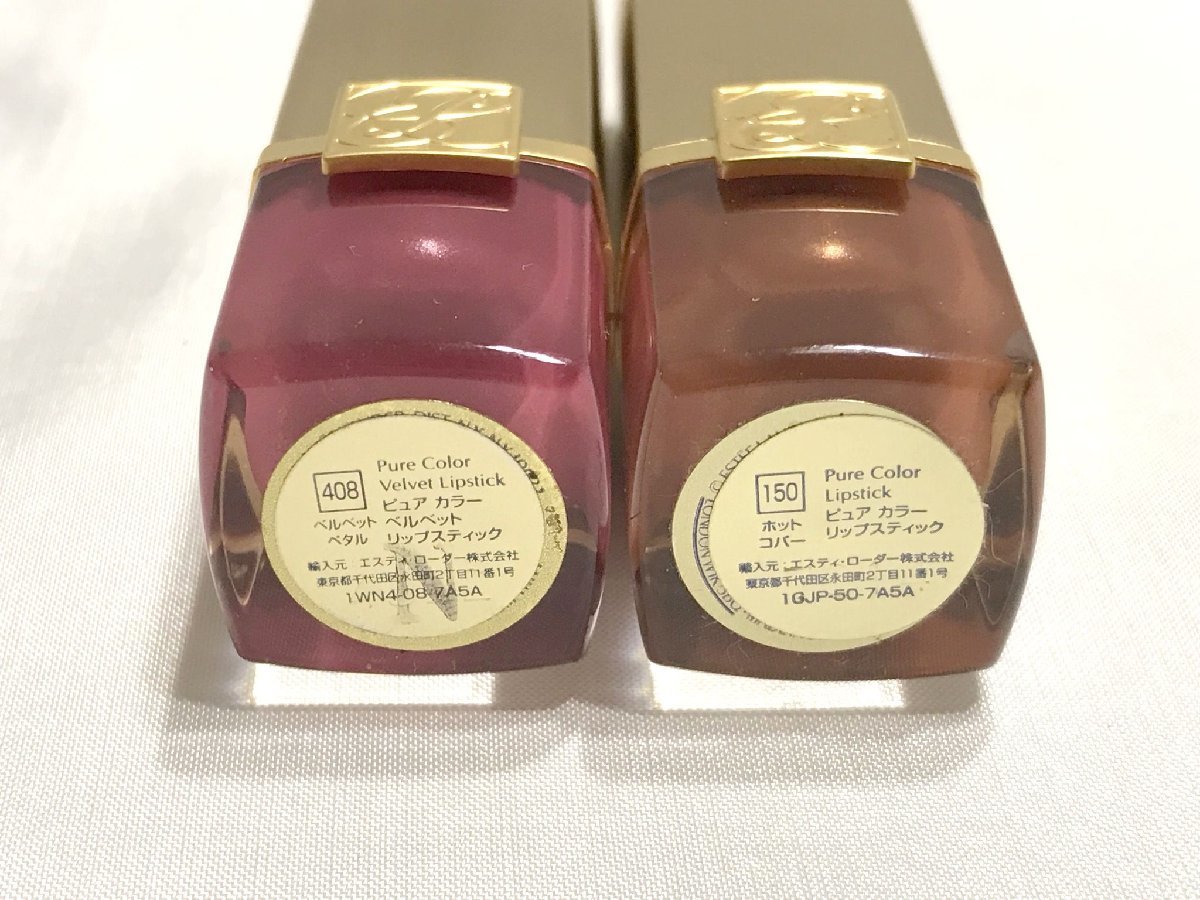 408
Pure Color
Velvet Lipstick
ピュア カラー
ベルベット ベルベット
ペタル リップスティック
輸入元 エスティ・ローダー株式会社
東京都千代田区永田町2丁目11番1号
1WN4-08-7A5A
150
Pure Color
Lipstick
ピュア カラー
ホット リップスティック
コパー
輸入元:エスティ・ローダー株式会社
東京都千代田区永田町2丁目11番1号
1GJP-50-7A5A